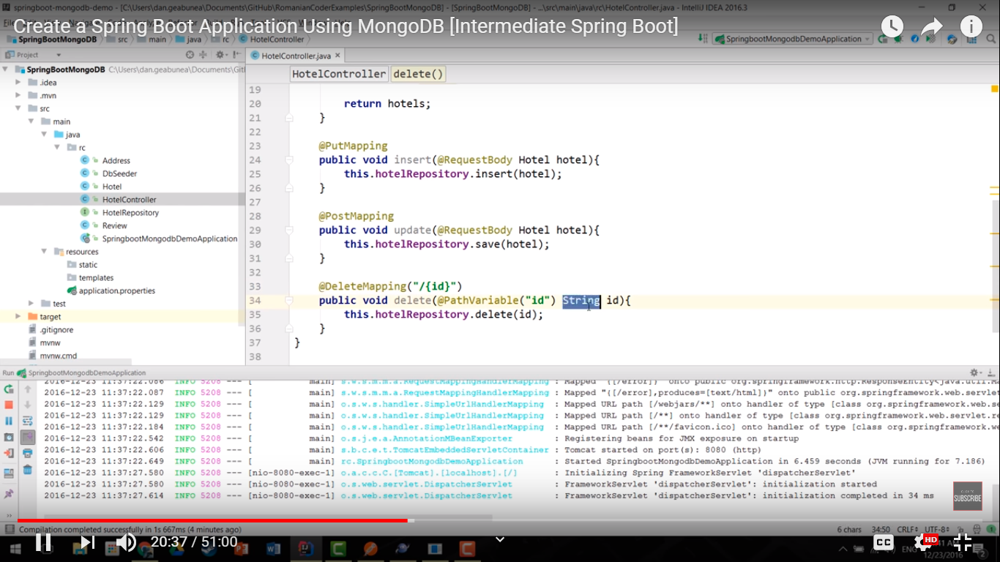 springboot-mongodb-demo - [C:\Users\dan.geabunea\Documents\GitHub\RomanianCoderExamples\SpringBootMongoDB] - [SpringBootMongoDB] - ...\src\main\java\rc\HotelController.java - IntelliJ IDEA 2016.3
Create a Spring Boot Application Using MongoDB [Intermediate Spring Boot]
SpringBootMongoDB src main java rc HotelController SpringbootMongodbDemoApplication
Project
HotelController.java
SpringBootMongoDB C:\Users\dan.geabunea\Documents\Git
.idea
.mvn
src
main
java
rc
Address
DbSeeder
Hotel
HotelController
HotelRepository
Review
SpringbootMongodbDemoApplication
resources
static
templates
application.properties
test
target
.gitignore
mvnw
mvnw.cmd
HotelController delete()
19
20 return hotels;
21 }
22
23 @PutMapping
24 public void insert(@RequestBody Hotel hotel){
25 this.hotelRepository.insert(hotel);
26 }
27
28 @PostMapping
29 public void update(@RequestBody Hotel hotel){
30 this.hotelRepository.save(hotel);
31 }
32
33 @DeleteMapping("/{id}")
34 public void delete(@PathVariable("id") String id){
35 this.hotelRepository.delete(id);
36 }
37 }
38
Run SpringbootMongodbDemoApplication
2016-12-23 11:37:22.086 INFO 5208 --- [ main] s.w.s.m.m.a.RequestMappingHandlerMapping : Mapped "{[/error]}" onto public org.springframework.http.ResponseEntity<java.util.Ma
2016-12-23 11:37:22.087 INFO 5208 --- [ main] s.w.s.m.m.a.RequestMappingHandlerMapping : Mapped "{[/error],produces=[text/html]}" onto public org.springframework.web.servlet
2016-12-23 11:37:22.129 INFO 5208 --- [ main] o.s.w.s.handler.SimpleUrlHandlerMapping : Mapped URL path [/webjars/**] onto handler of type [class org.springframework.web.se
2016-12-23 11:37:22.129 INFO 5208 --- [ main] o.s.w.s.handler.SimpleUrlHandlerMapping : Mapped URL path [/**] onto handler of type [class org.springframework.web.servlet.re
2016-12-23 11:37:22.184 INFO 5208 --- [ main] o.s.w.s.handler.SimpleUrlHandlerMapping : Mapped URL path [/**/favicon.ico] onto handler of type [class org.springframework.we
2016-12-23 11:37:22.542 INFO 5208 --- [ main] o.s.j.e.a.AnnotationMBeanExporter : Registering beans for JMX exposure on startup
2016-12-23 11:37:22.606 INFO 5208 --- [ main] s.b.c.e.t.TomcatEmbeddedServletContainer : Tomcat started on port(s): 8080 (http)
2016-12-23 11:37:22.649 INFO 5208 --- [ main] rc.SpringbootMongodbDemoApplication : Started SpringbootMongodbDemoApplication in 6.459 seconds (JVM running for 7.186)
2016-12-23 11:37:27.580 INFO 5208 --- [nio-8080-exec-1] o.a.c.c.C.[Tomcat].[localhost].[/] : Initializing Spring FrameworkServlet 'dispatcherServlet'
2016-12-23 11:37:27.580 INFO 5208 --- [nio-8080-exec-1] o.s.web.servlet.DispatcherServlet : FrameworkServlet 'dispatcherServlet': initialization started
2016-12-23 11:37:27.614 INFO 5208 --- [nio-8080-exec-1] o.s.web.servlet.DispatcherServlet : FrameworkServlet 'dispatcherServlet': initialization completed in 34 ms
SUBSCRIBE
Compilation completed successfully in 1s 667ms (4 minutes ago) 6 chars 34:50 CRLF UTF-8
20:37 / 51:00 CC HD
ENG
12/23/2016